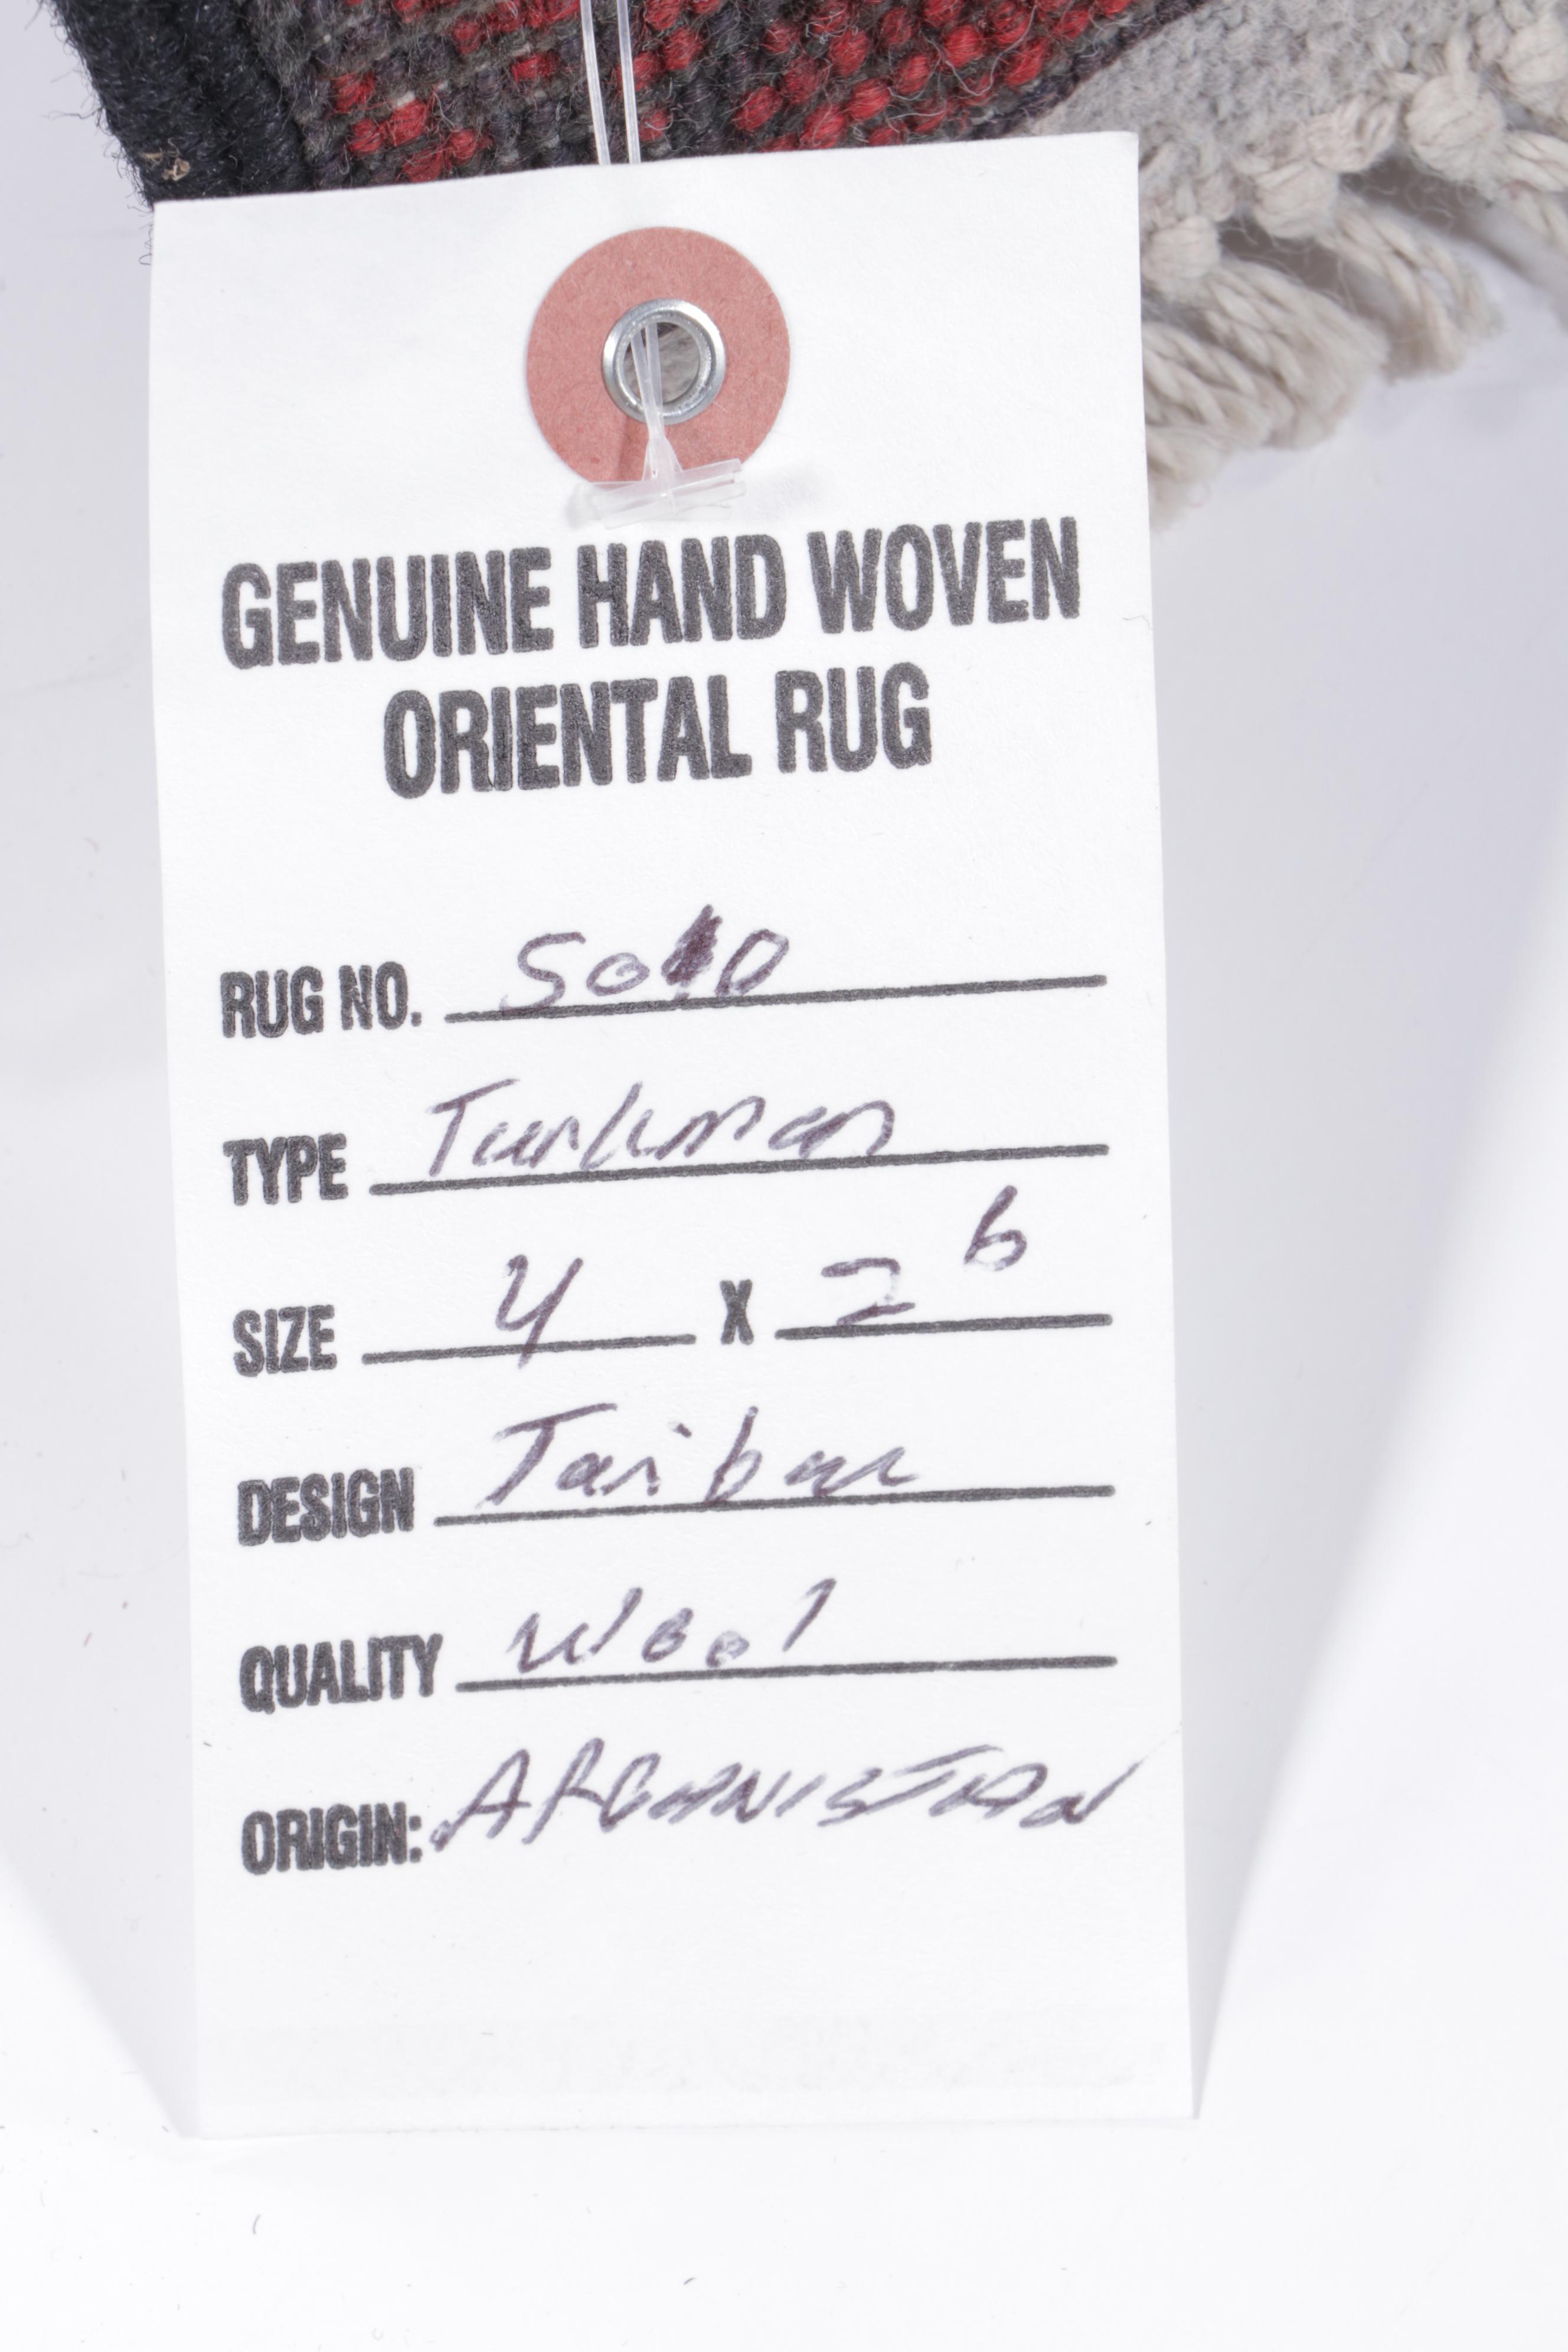 GENUINE HAND WOVEN
ORIENTAL RUG
RUG NO.
TYPE Turkman
SIZE 4 X 2 6
DESIGN
QUALITY Wool
ORIGIN: AFGHANISTAN